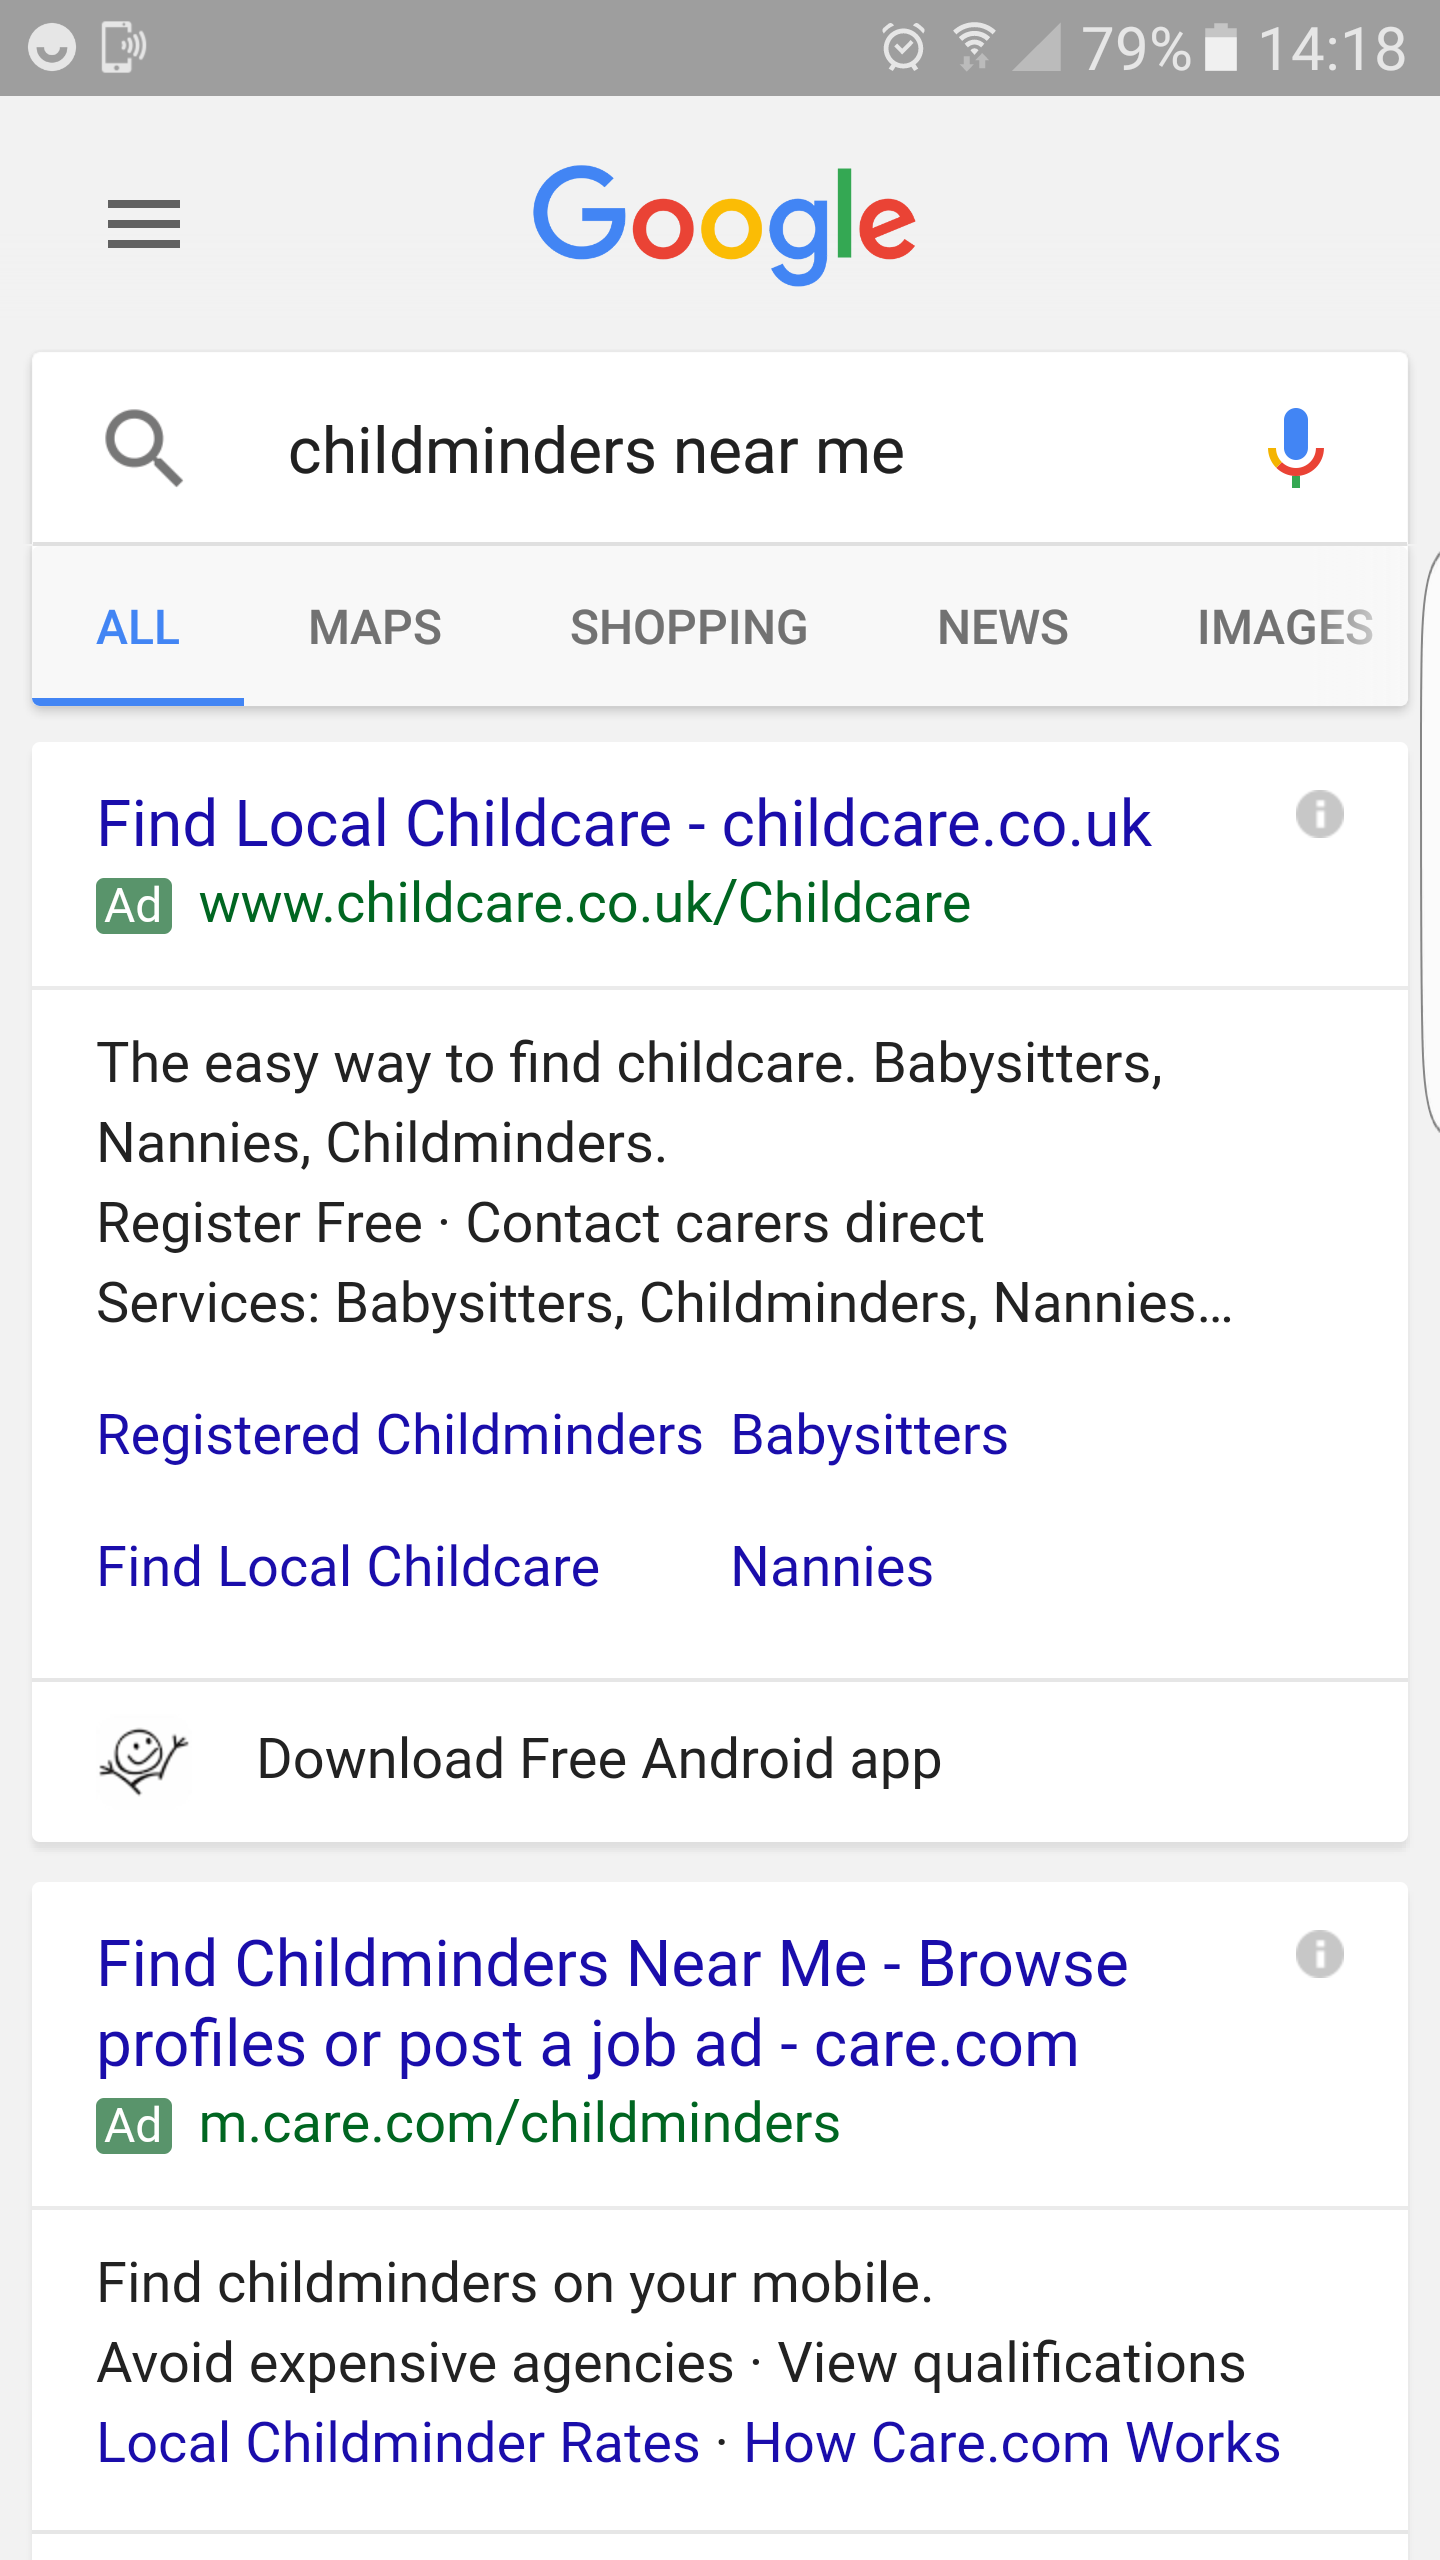 79% 14:18
Google
childminders near me
ALL MAPS SHOPPING NEWS IMAGES
Find Local Childcare - childcare.co.uk
Ad www.childcare.co.uk/Childcare
The easy way to find childcare. Babysitters,
Nannies, Childminders.
Register Free · Contact carers direct
Services: Babysitters, Childminders, Nannies…
Registered Childminders Babysitters
Find Local Childcare Nannies
Download Free Android app
Find Childminders Near Me - Browse
profiles or post a job ad - care.com
Ad m.care.com/childminders
Find childminders on your mobile.
Avoid expensive agencies · View qualifications
Local Childminder Rates · How Care.com Works